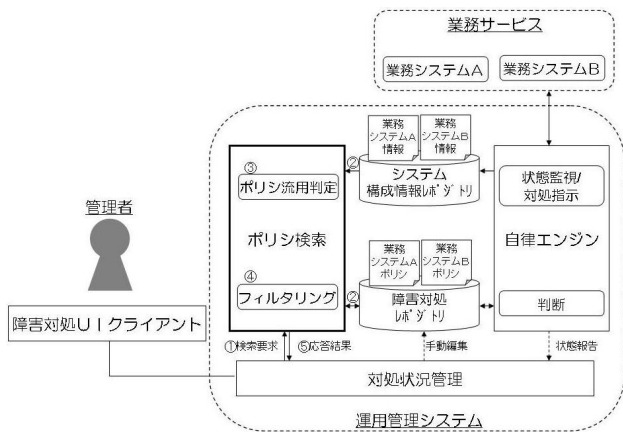 業務サービス
業務システムA
業務システムB
業務
システムA
情報
業務
システムB
情報
②
システム
構成情報レポジトリ
③
ポリシ流用判定
ポリシ検索
④
フィルタリング
状態監視/
対処指示
自律エンジン
判断
業務
システムA
ポリシ
業務
システムB
ポリシ
②
障害対処
レポジトリ
管理者
障害対処UIクライアント
①検索要求
⑤応答結果
手動編集
状態報告
対処状況管理
運用管理システム